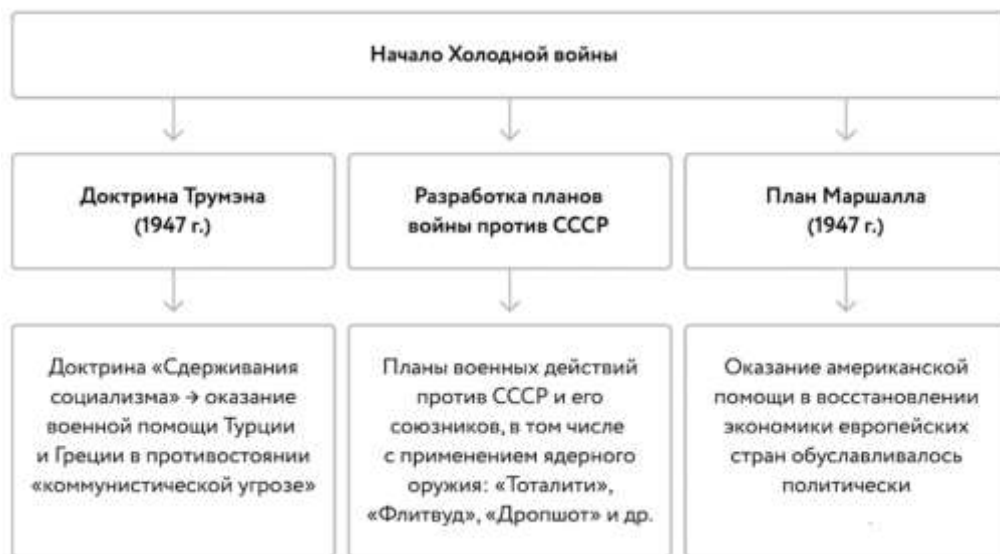 Начало Холодной войны
Доктрина Трумэна
(1947 г.)
Разработка планов
войны против СССР
План Маршалла
(1947 г.)
Доктрина «Сдерживания
социализма» → оказание
военной помощи Турции
и Греции в противостоянии
«коммунистической угрозе»
Планы военных действий
против СССР и его
союзников, в том числе
с применением ядерного
оружия: «Тоталити»,
«Флитвуд», «Дропшот» и др.
Оказание американской
помощи в восстановлении
экономики европейских
стран обуславливалось
политически